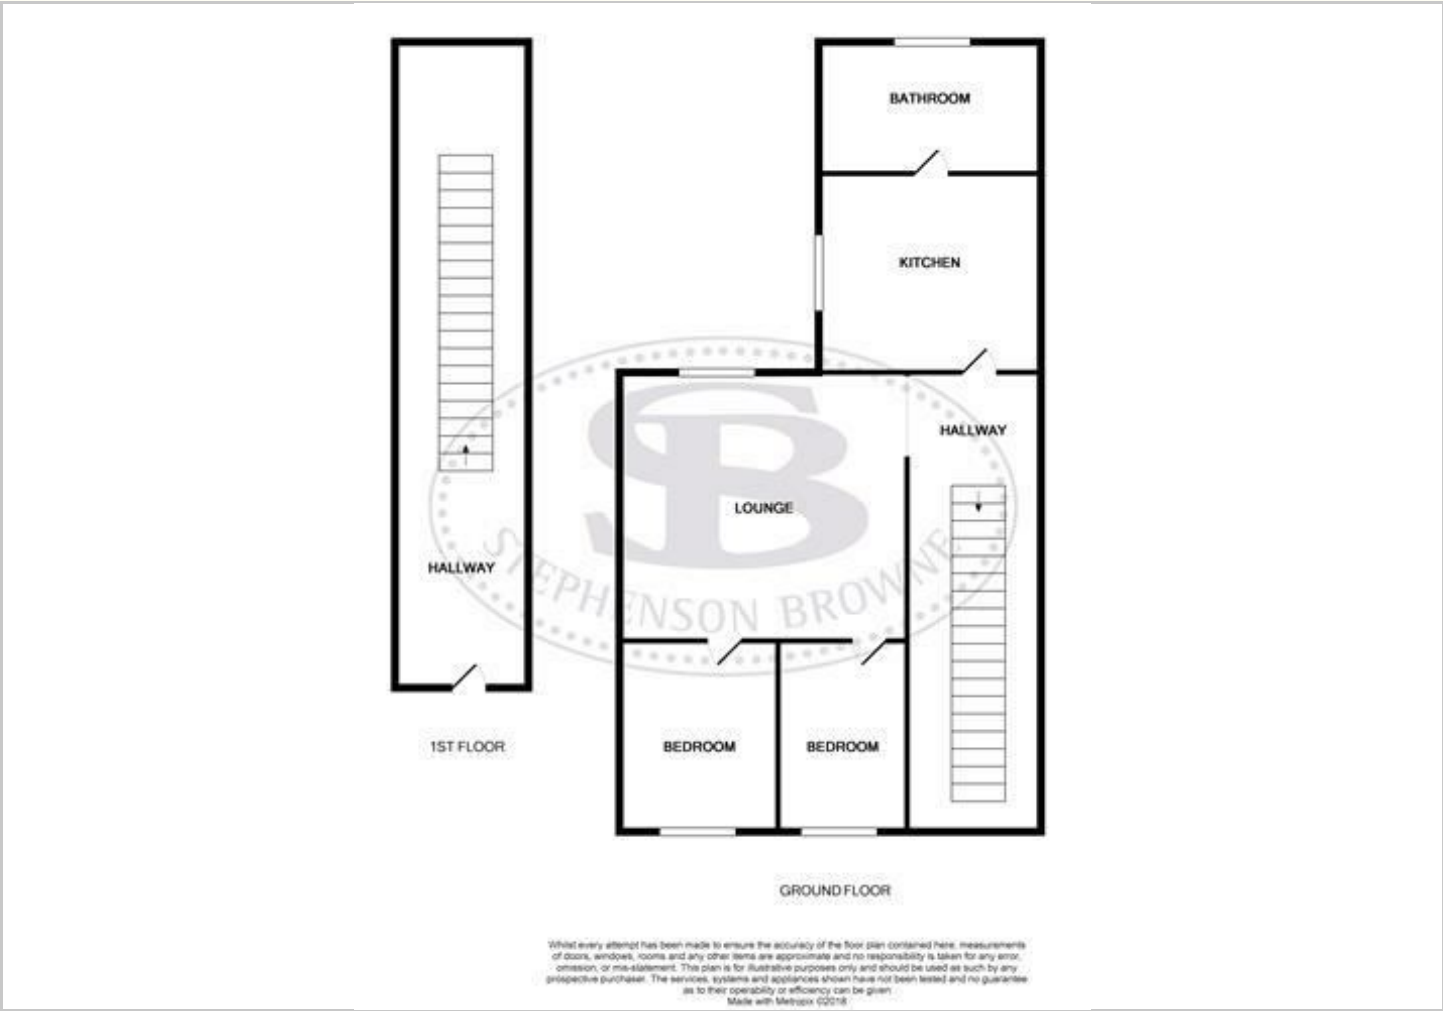 BATHROOM
KITCHEN
HALLWAY
LOUNGE
HALLWAY
STEPHENSON BROWNE
SB
BEDROOM BEDROOM
1ST FLOOR
GROUND FLOOR
Whilst every attempt has been made to ensure the accuracy of the floor plan contained here, measurements
of doors, windows, rooms and any other items are approximate and no responsibility is taken for any error,
omission, or mis-statement. This plan is for illustrative purposes only and should be used as such by any
prospective purchaser. The services, systems and appliances shown have not been tested and no guarantee
as to their operability or efficiency can be given
Made with Metropix ©2018